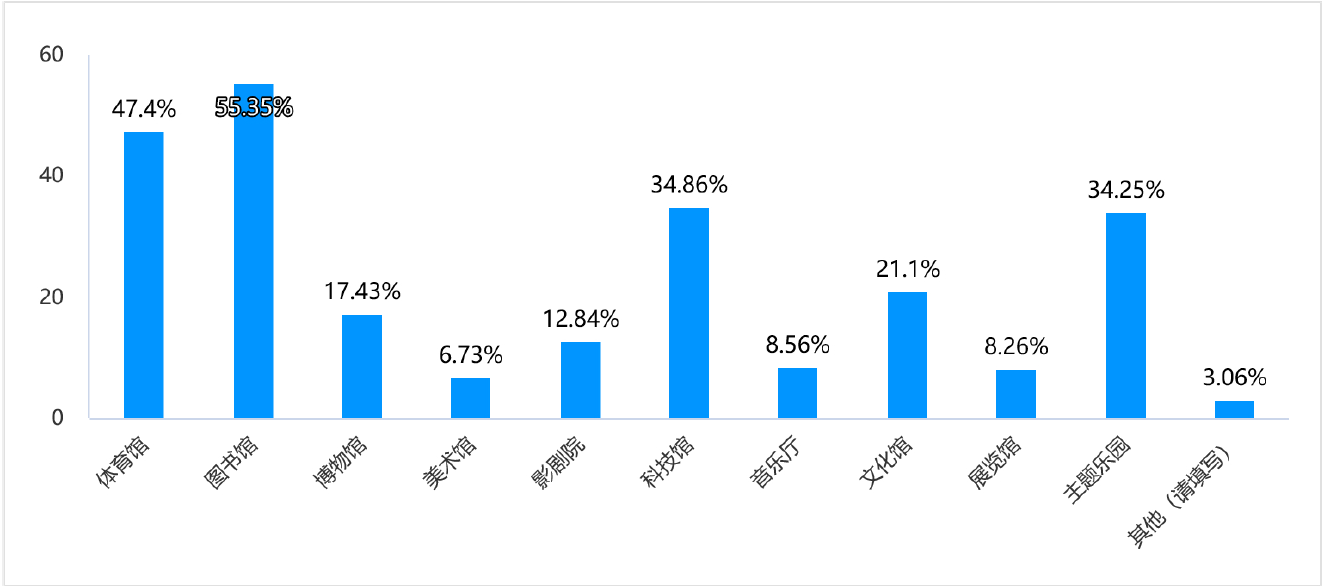 60
40
20
0
47.4%
55.35%
17.43%
6.73%
12.84%
34.86%
8.56%
21.1%
8.26%
34.25%
3.06%
体育馆
图书馆
博物馆
美术馆
影剧院
科技馆
音乐厅
文化馆
展览馆
主题乐园
其他（请填写）